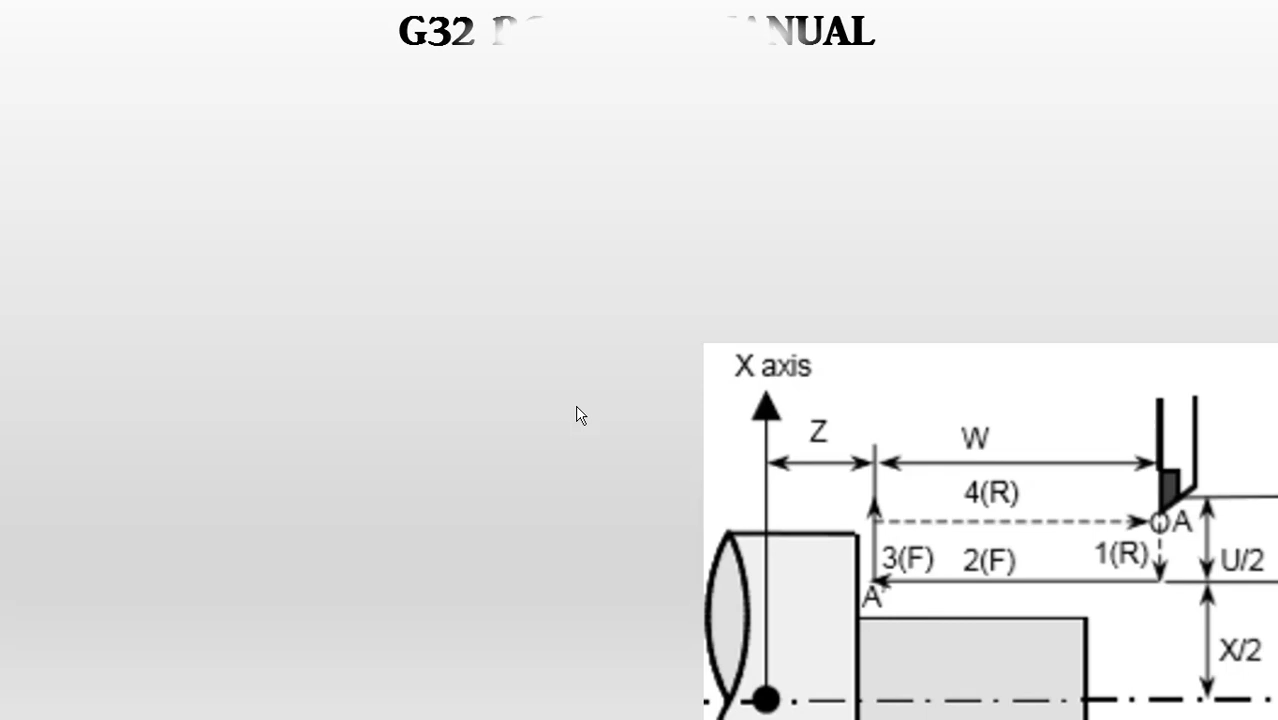 G32 NUAL
X axis
Z
W
4(R)
A
3(F) 2(F) 1(R) U/2
A'
X/2